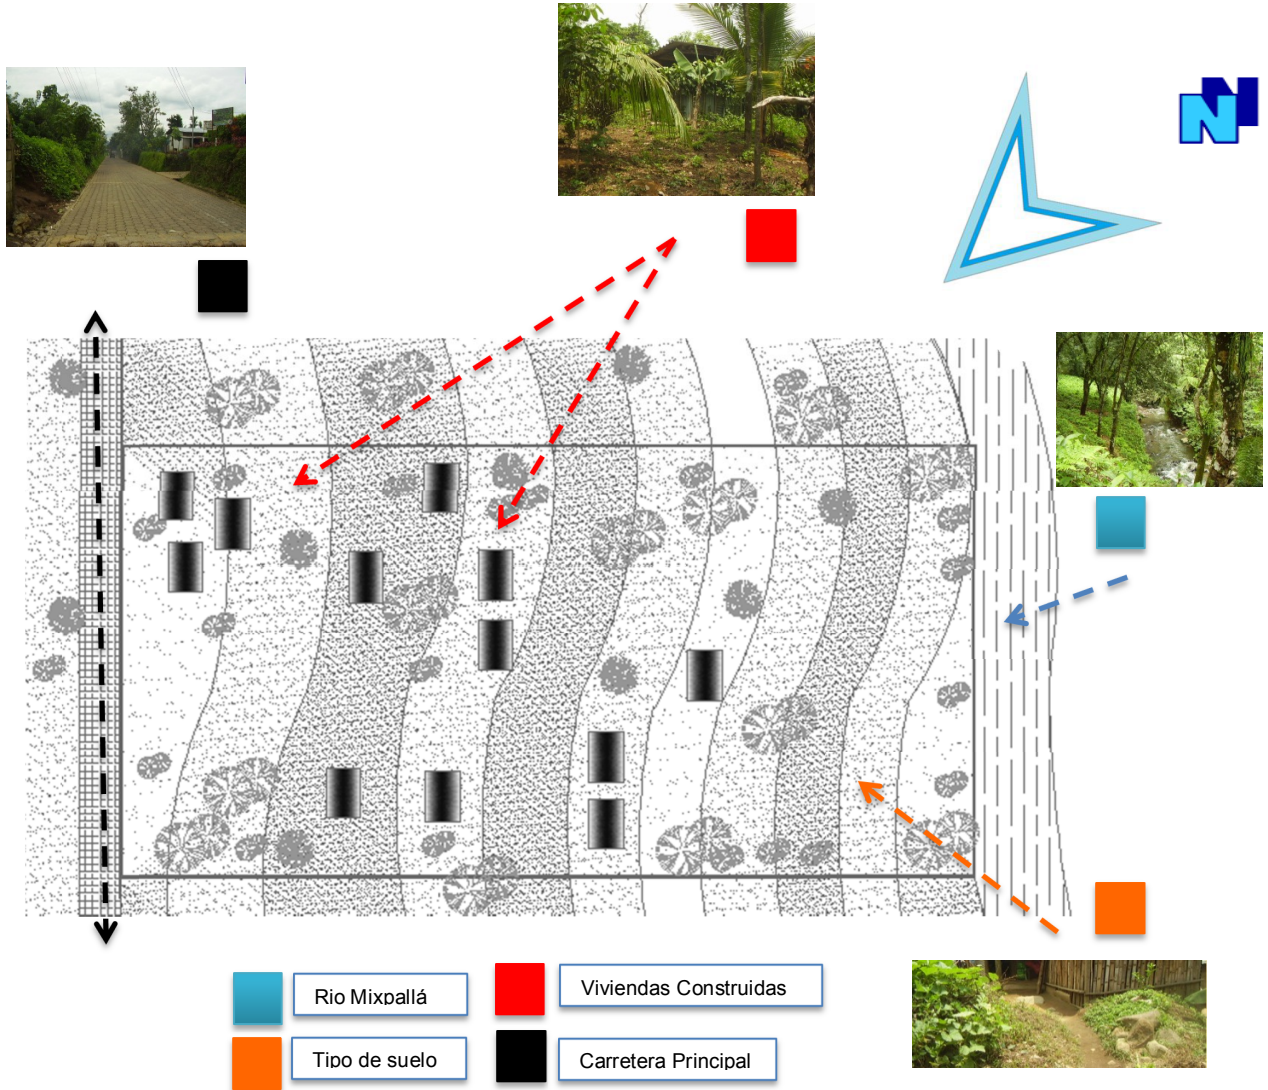 N N
Rio Mixpallá
Viviendas Construidas
Tipo de suelo
Carretera Principal